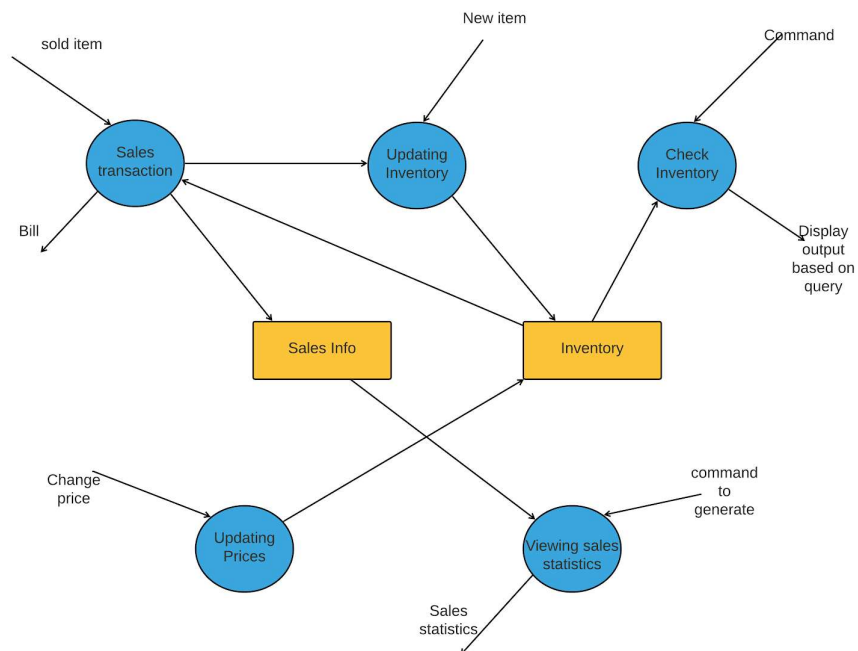 New item
Command
sold item
Sales
transaction
Updating
Inventory
Check
Inventory
Bill
Display
output
based on
query
Sales Info
Inventory
Change
price
command
to
generate
Updating
Prices
Viewing sales
statistics
Sales
statistics